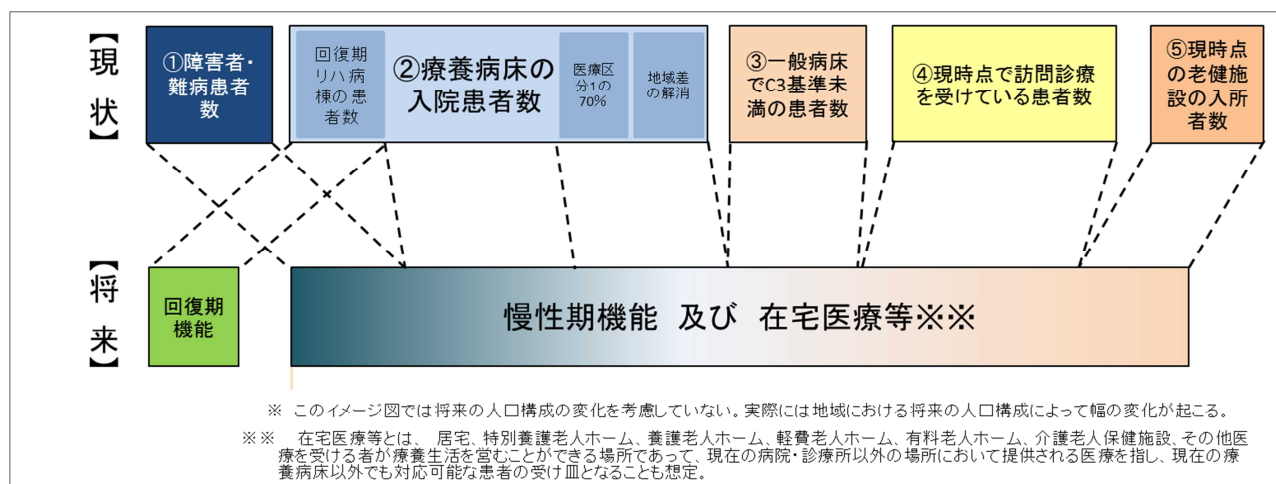 【現状】
①障害者・
難病患者
数
回復期
リハ病
棟の患
者数
②療養病床の
入院患者数
医療区
分1の
70%
地域差
の解消
③一般病床
でC3基準未
満の患者数
④現時点で訪問診療
を受けている患者数
⑤現時点
の老健施
設の入所
者数
【将来】
回復期
機能
慢性期機能 及び 在宅医療等※※
※ このイメージ図では将来の人口構成の変化を考慮していない。実際には地域における将来の人口構成によって幅の変化が起こる。
※※ 在宅医療等とは、 居宅、特別養護老人ホーム、養護老人ホーム、軽費老人ホーム、有料老人ホーム、介護老人保健施設、その他医
療を受ける者が療養生活を営むことができる場所であって、現在の病院・診療所以外の場所において提供される医療を指し、現在の療
養病床以外でも対応可能な患者の受け皿となることも想定。